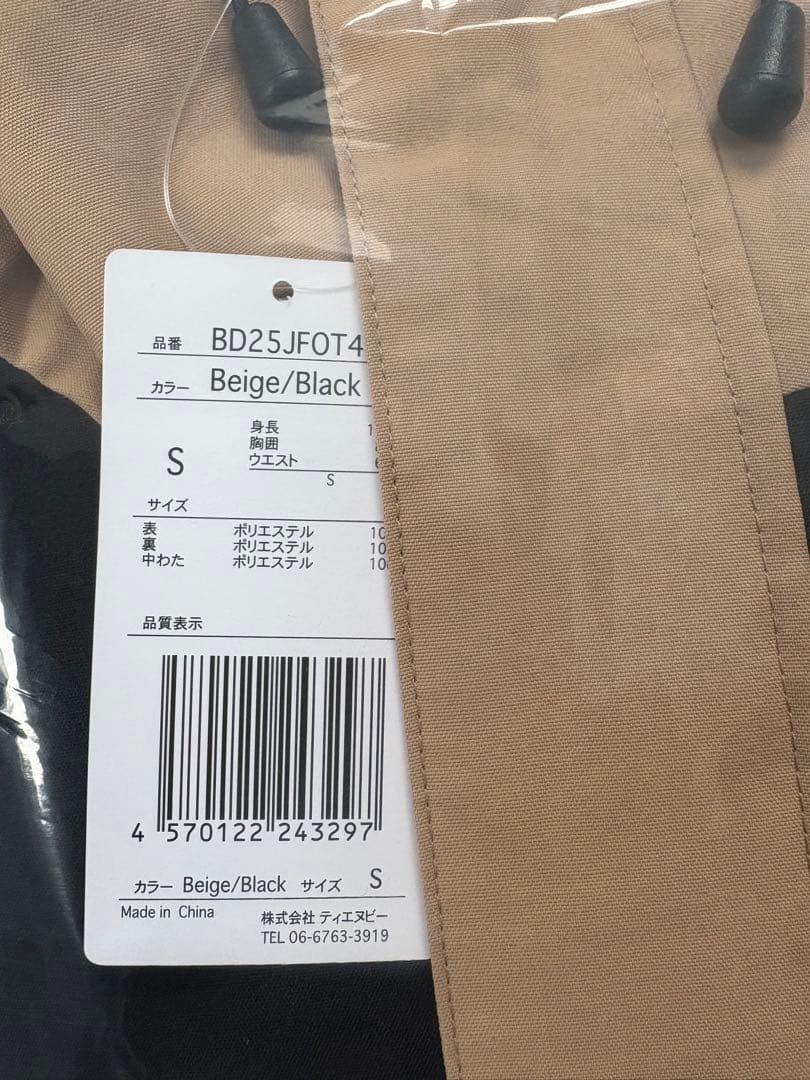 品番 BD25JFOT4
カラー Beige/Black
S
身長
胸囲
ウエスト
S
サイズ
表 ポリエステル 10
裏 ポリエステル 10
中わた ポリエステル 10
品質表示
4 570122 243297
カラー Beige/Black サイズ S
Made in China
株式会社 ティエヌビー
TEL 06-6763-3919